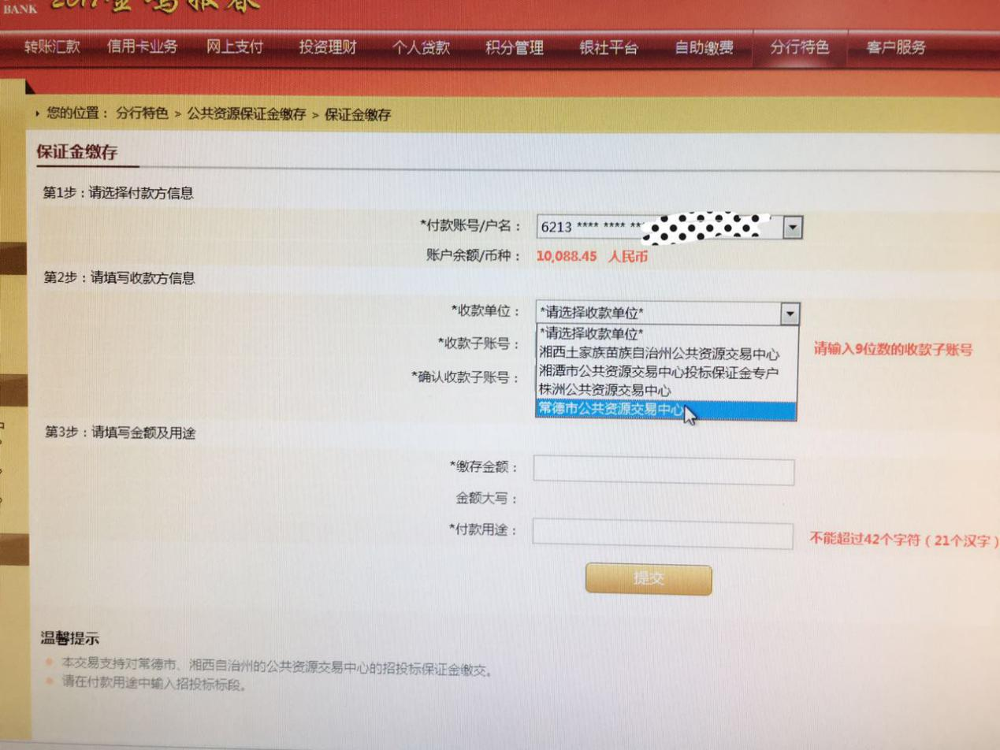 BANK 2017金鸡报春
转账汇款 信用卡业务 网上支付 投资理财 个人贷款 积分管理 银社平台 自助缴费 分行特色 客户服务
您的位置： 分行特色 > 公共资源保证金缴存 > 保证金缴存
保证金缴存
第1步：请选择付款方信息
*付款账号/户名： 6213 **** **** **
账户余额/币种： 10,088.45 人民币
第2步：请填写收款方信息
*收款单位： *请选择收款单位*
*请选择收款单位*
*收款子账号： 请输入9位数的收款子账号
湘西土家族苗族自治州公共资源交易中心
湘潭市公共资源交易中心投标保证金专户
*确认收款子账号：
株洲公共资源交易中心
常德市公共资源交易中心
第3步：请填写金额及用途
*缴存金额：
金额大写：
*付款用途： 不能超过42个字符（21个汉字）
提交
温馨提示
本交易支持对常德市、湘西自治州的公共资源交易中心的招投标保证金缴交。
请在付款用途中输入招投标标段。